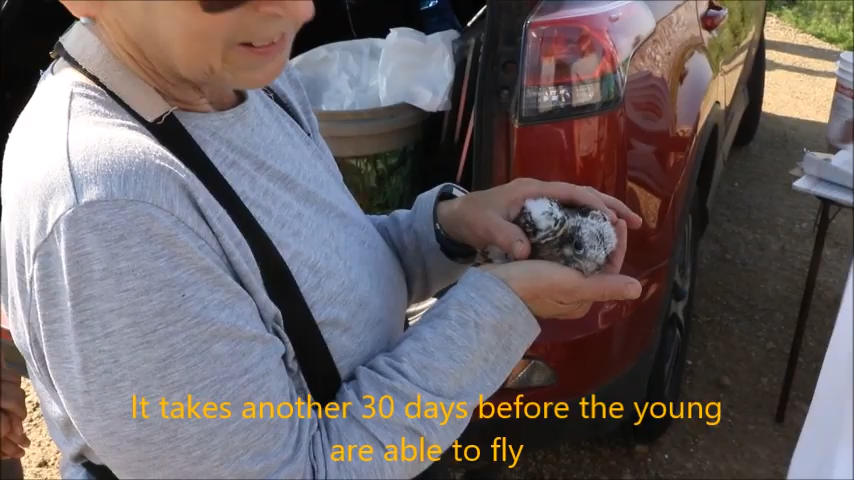 It takes another 30 days before the young
are able to fly